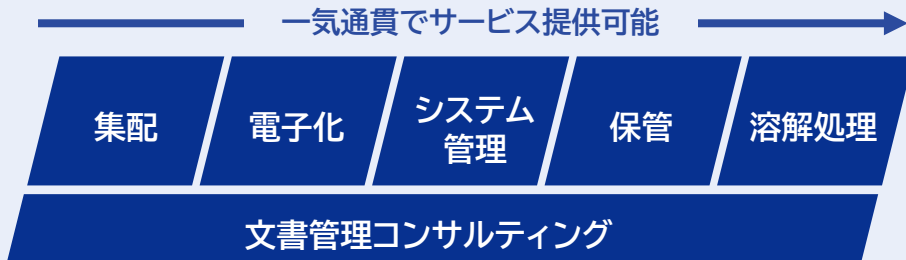 一気通貫でサービス提供可能
集配
電子化
システム
管理
保管
溶解処理
文書管理コンサルティング